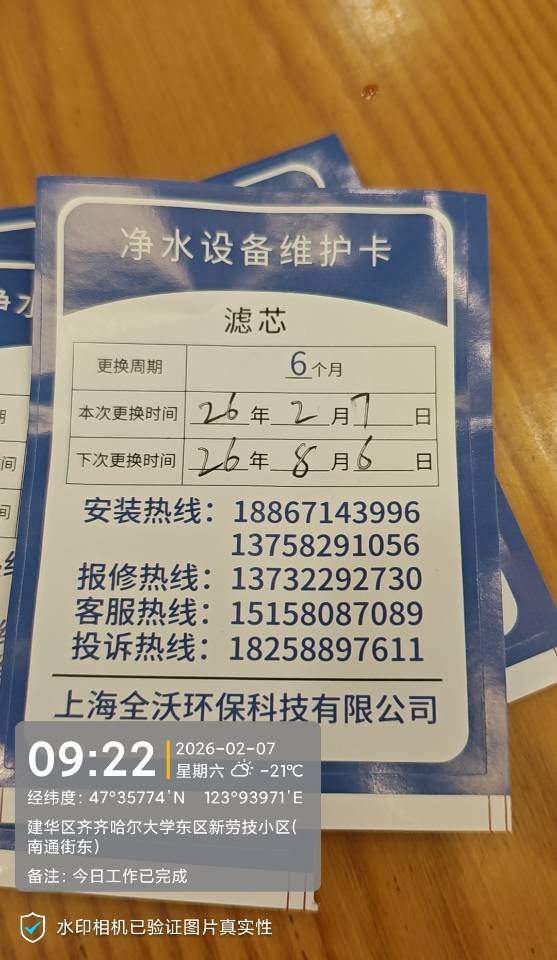 净水设备维护卡
滤芯
更换周期 6个月
本次更换时间 26年2月7日
下次更换时间 26年8月6日
安装热线：18867143996
13758291056
报修热线：13732292730
客服热线：15158087089
投诉热线：18258897611
上海全沃环保科技有限公司
09:22 2026-02-07
星期六 -21℃
经纬度：47°35774'N 123°93971'E
建华区齐齐哈尔大学东区新劳技小区(
南通街东)
备注：今日工作已完成
水印相机已验证图片真实性